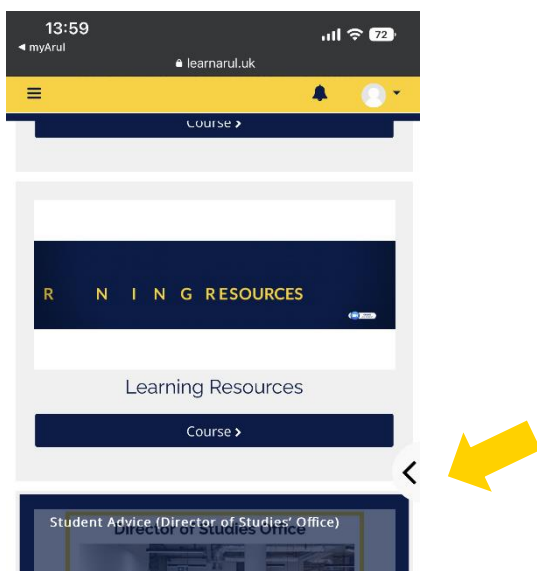 13:59
72
◀ myArul
learnarul.uk
Course >
R N I N G RESOURCES
Learning Resources
Course >
Student Advice (Director of Studies' Office)
Director of Studies Office